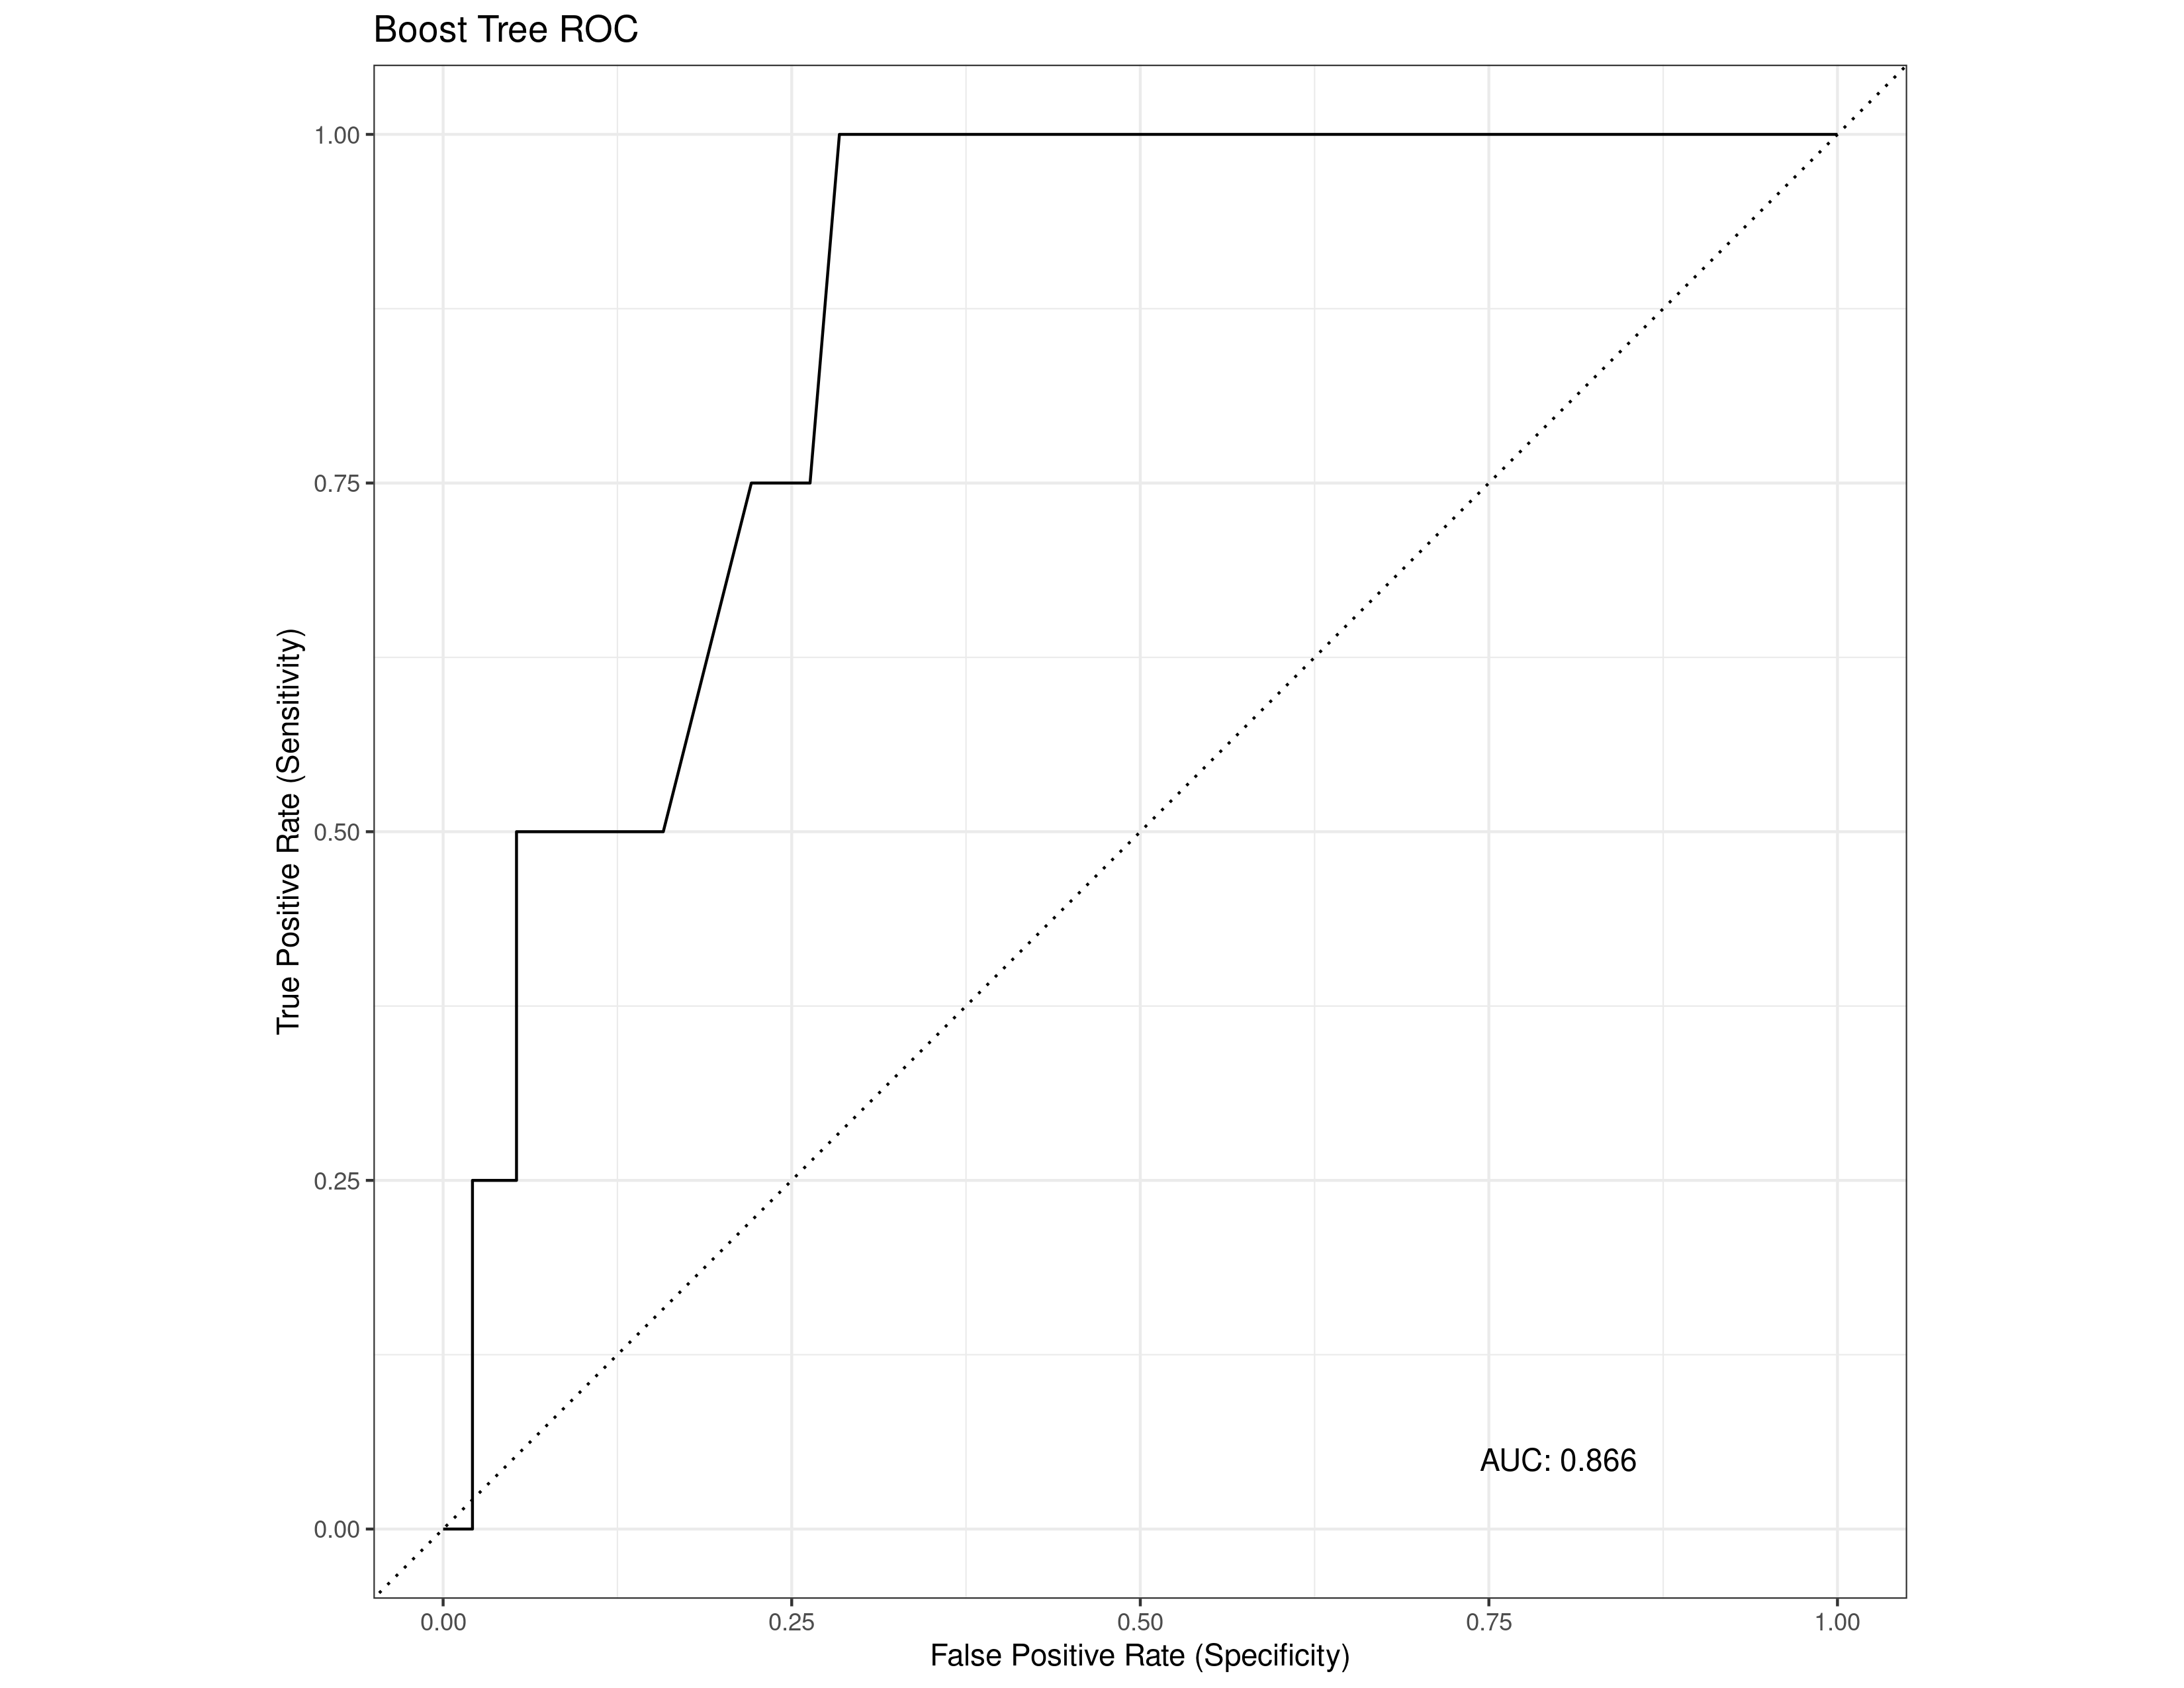 Boost Tree ROC
True Positive Rate (Sensitivity)
1.00
0.75
0.50
0.25
0.00
AUC: 0.866
0.00 0.25 0.50 0.75 1.00
False Positive Rate (Specificity)